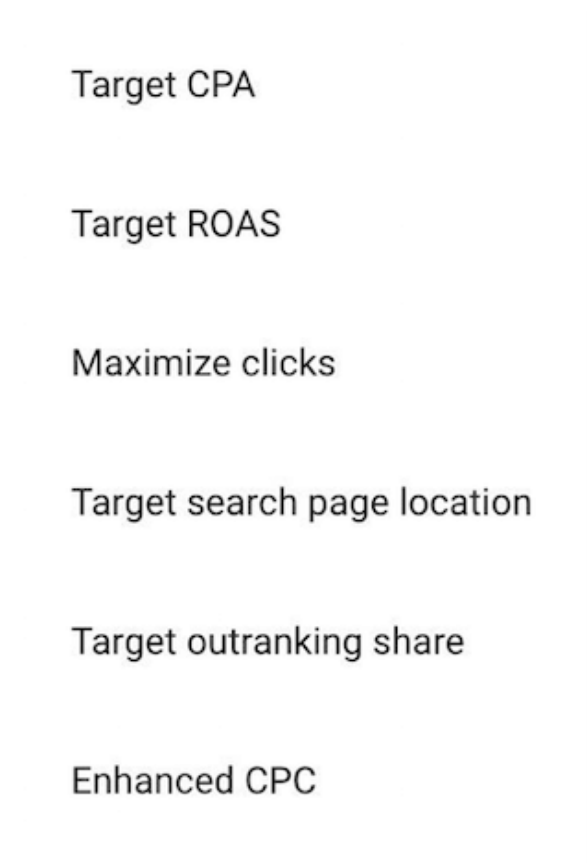 Target CPA
Target ROAS
Maximize clicks
Target search page location
Target outranking share
Enhanced CPC